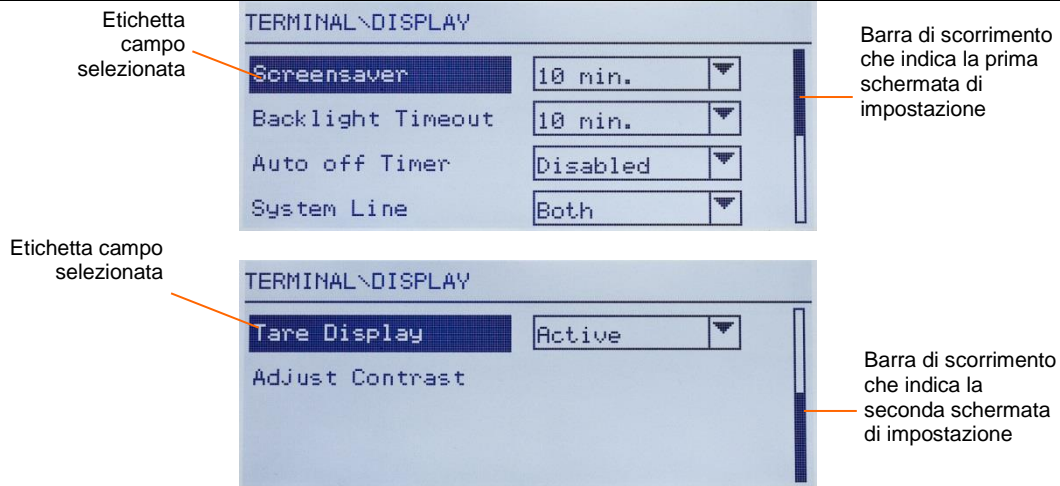 Etichetta
campo
selezionata
TERMINAL\DISPLAY
Screensaver 10 min.
Backlight Timeout 10 min.
Auto off Timer Disabled
System Line Both
Barra di scorrimento
che indica la prima
schermata di
impostazione
Etichetta campo
selezionata
TERMINAL\DISPLAY
Tare Display Active
Adjust Contrast
Barra di scorrimento
che indica la
seconda schermata
di impostazione